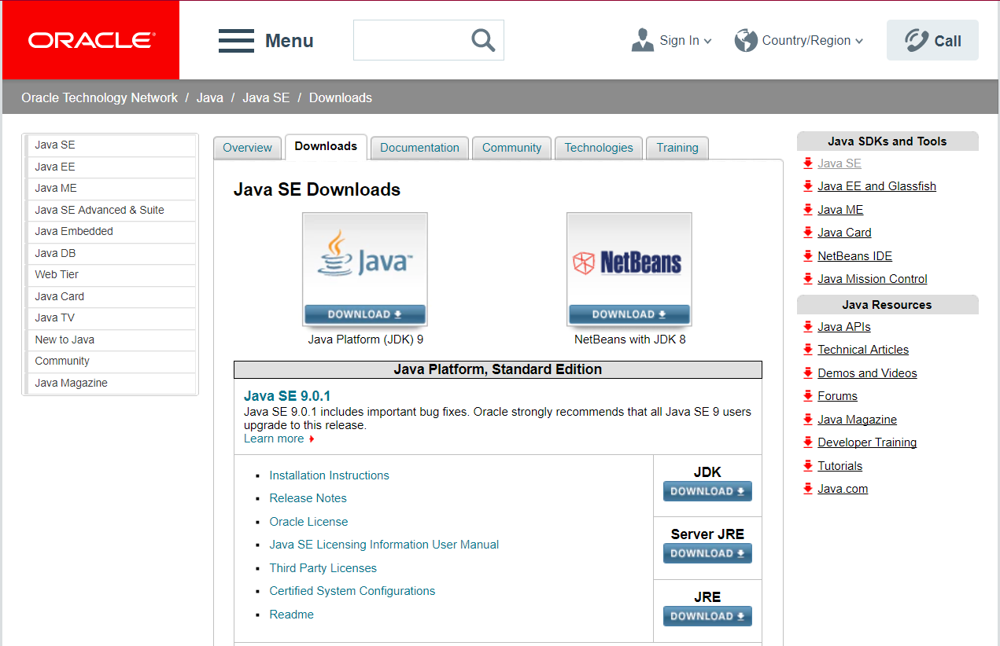 ORACLE®
Menu
Sign In
Country/Region
Call
Oracle Technology Network / Java / Java SE / Downloads
Java SE
Java EE
Java ME
Java SE Advanced & Suite
Java Embedded
Java DB
Web Tier
Java Card
Java TV
New to Java
Community
Java Magazine
Overview
Downloads
Documentation
Community
Technologies
Training
Java SE Downloads
Java™
DOWNLOAD
Java Platform (JDK) 9
NetBeans
DOWNLOAD
NetBeans with JDK 8
Java Platform, Standard Edition
Java SE 9.0.1
Java SE 9.0.1 includes important bug fixes. Oracle strongly recommends that all Java SE 9 users
upgrade to this release.
Learn more
Installation Instructions
Release Notes
Oracle License
Java SE Licensing Information User Manual
Third Party Licenses
Certified System Configurations
Readme
JDK
DOWNLOAD
Server JRE
DOWNLOAD
JRE
DOWNLOAD
Java SDKs and Tools
Java SE
Java EE and Glassfish
Java ME
Java Card
NetBeans IDE
Java Mission Control
Java Resources
Java APIs
Technical Articles
Demos and Videos
Forums
Java Magazine
Developer Training
Tutorials
Java.com